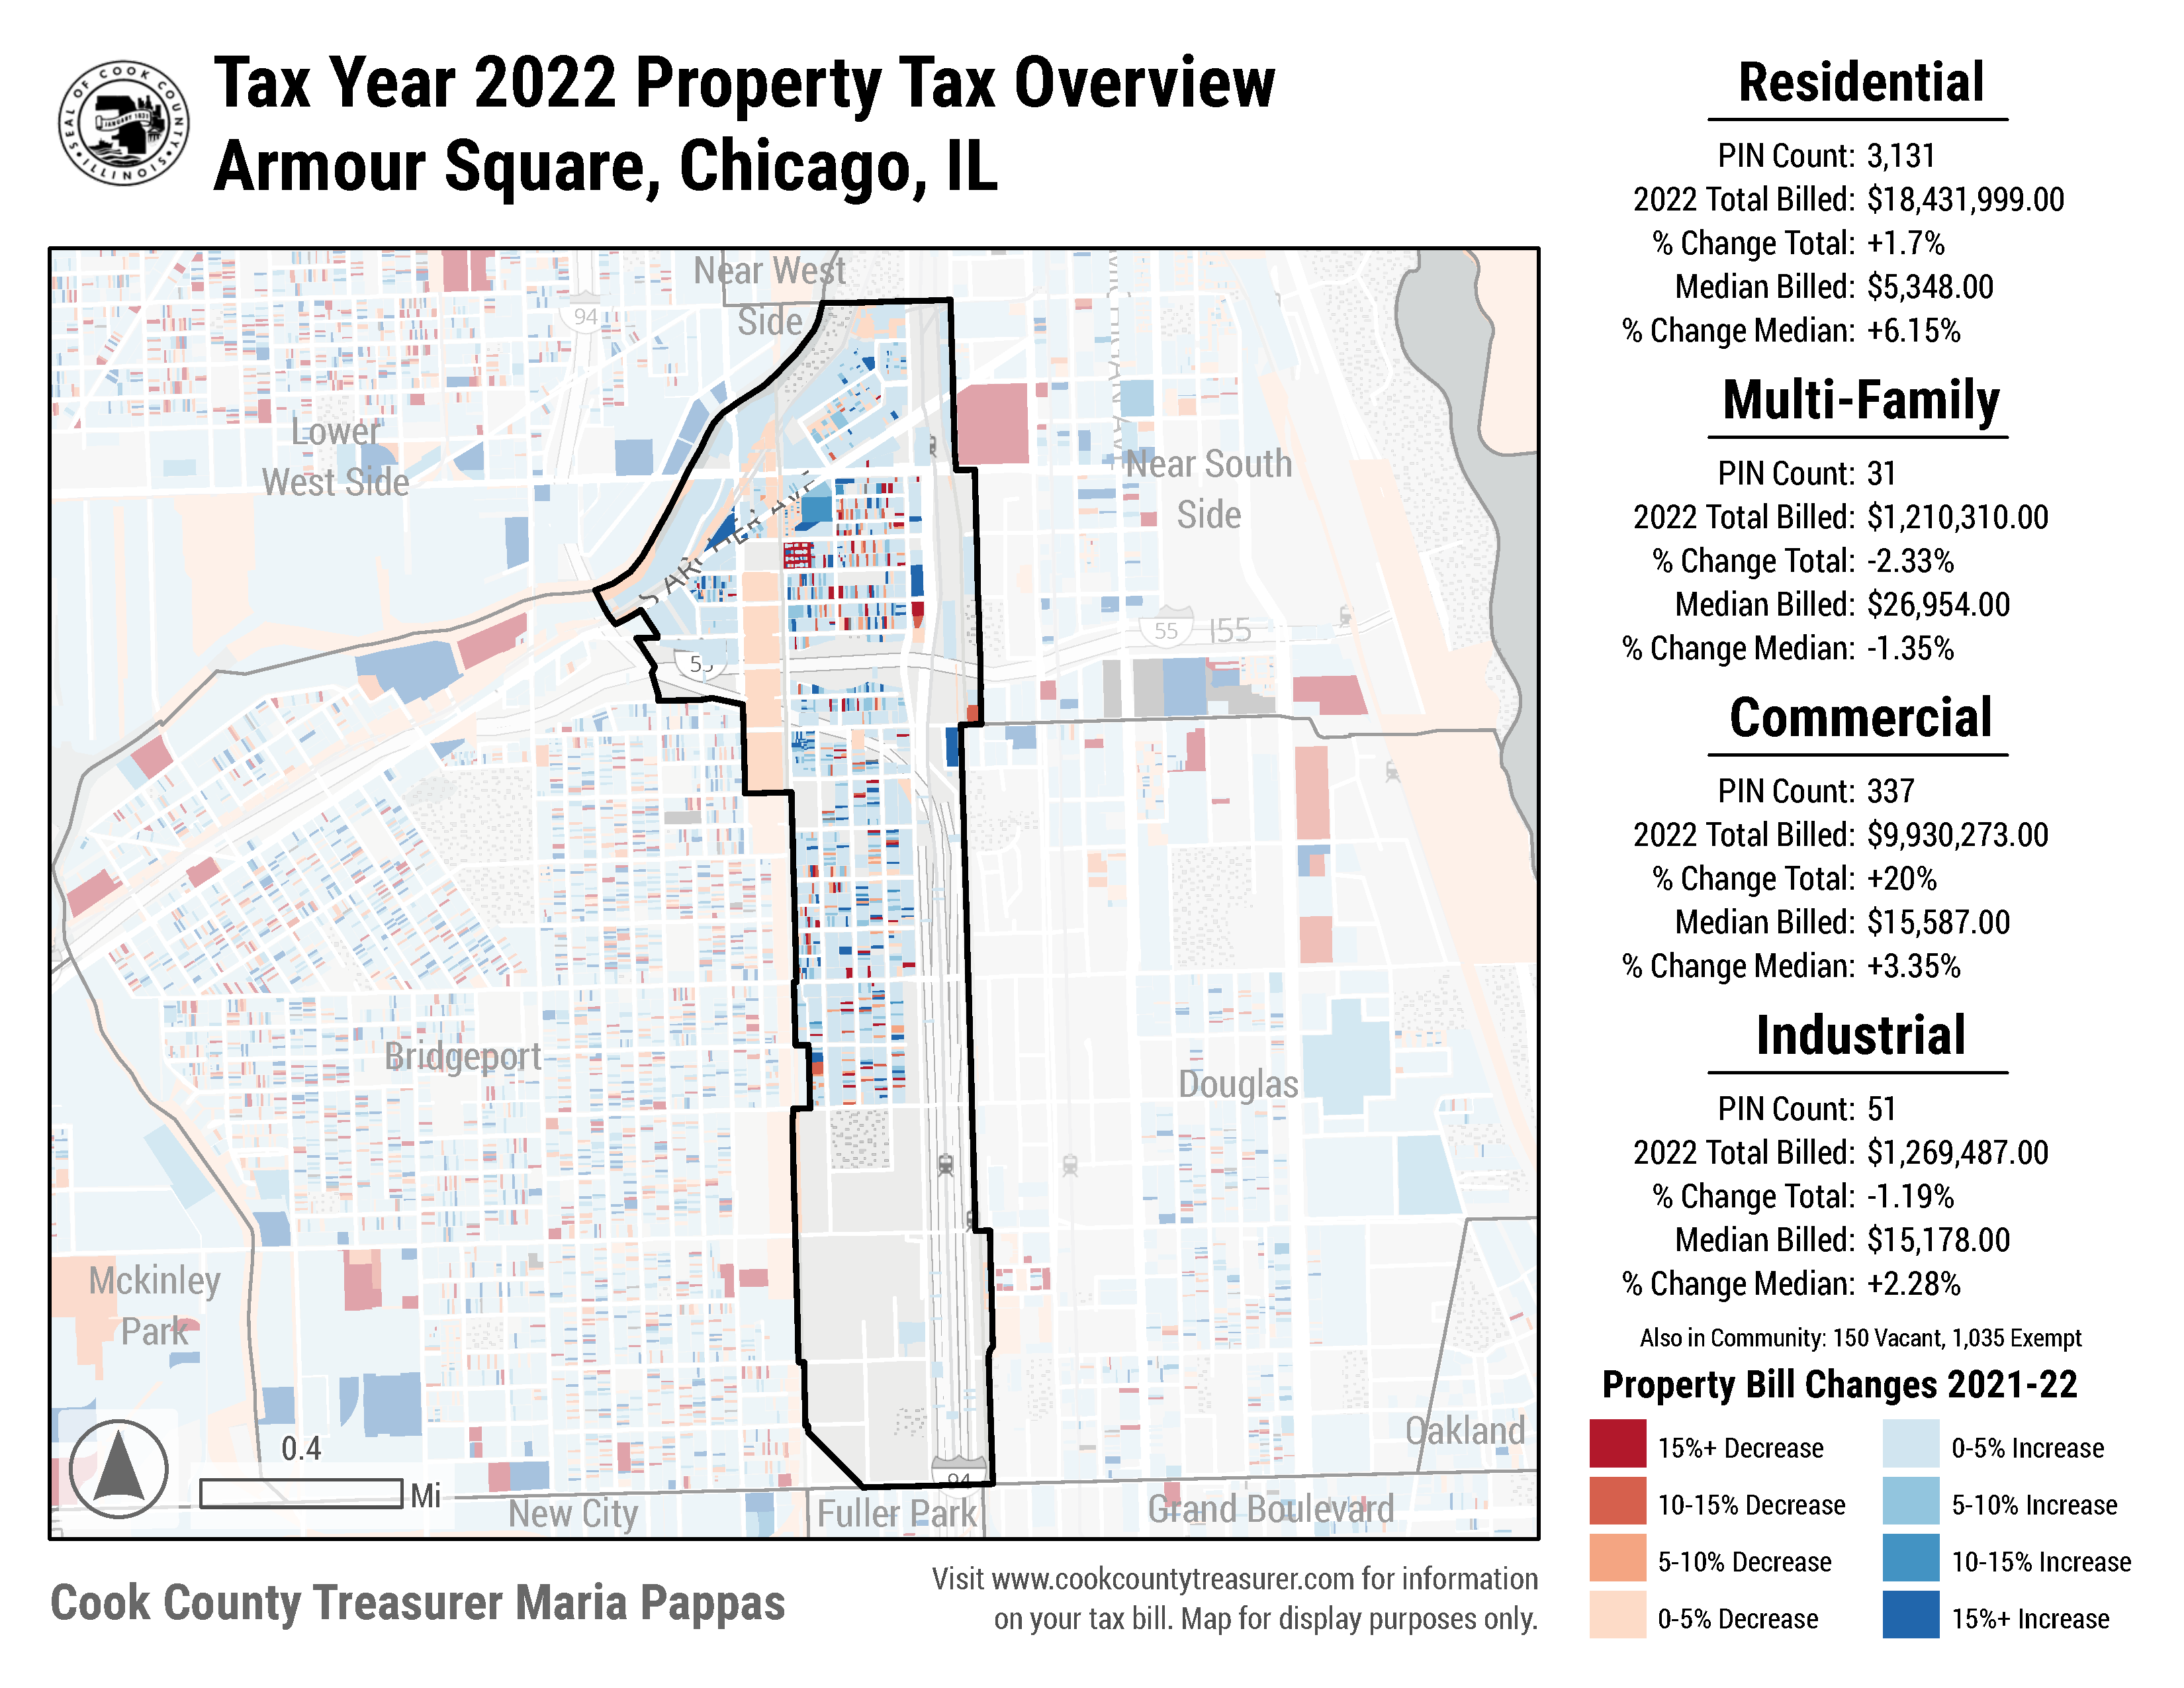 SEAL OF COOK COUNTY
ILLINOIS
JANUARY 1831
Tax Year 2022 Property Tax Overview
Armour Square, Chicago, IL
Near West
Side
94
Lower
West Side
Near South
Side
55
I55
55
Bridgeport
Douglas
Mckinley
Park
Oakland
0.4
Mi
94
New City
Fuller Park
Grand Boulevard
Cook County Treasurer Maria Pappas
Visit www.cookcountytreasurer.com for information
on your tax bill. Map for display purposes only.
Residential
PIN Count: 3,131
2022 Total Billed: $18,431,999.00
% Change Total: +1.7%
Median Billed: $5,348.00
% Change Median: +6.15%
Multi-Family
PIN Count: 31
2022 Total Billed: $1,210,310.00
% Change Total: -2.33%
Median Billed: $26,954.00
% Change Median: -1.35%
Commercial
PIN Count: 337
2022 Total Billed: $9,930,273.00
% Change Total: +20%
Median Billed: $15,587.00
% Change Median: +3.35%
Industrial
PIN Count: 51
2022 Total Billed: $1,269,487.00
% Change Total: -1.19%
Median Billed: $15,178.00
% Change Median: +2.28%
Also in Community: 150 Vacant, 1,035 Exempt
Property Bill Changes 2021-22
15%+ Decrease
0-5% Increase
10-15% Decrease
5-10% Increase
5-10% Decrease
10-15% Increase
0-5% Decrease
15%+ Increase